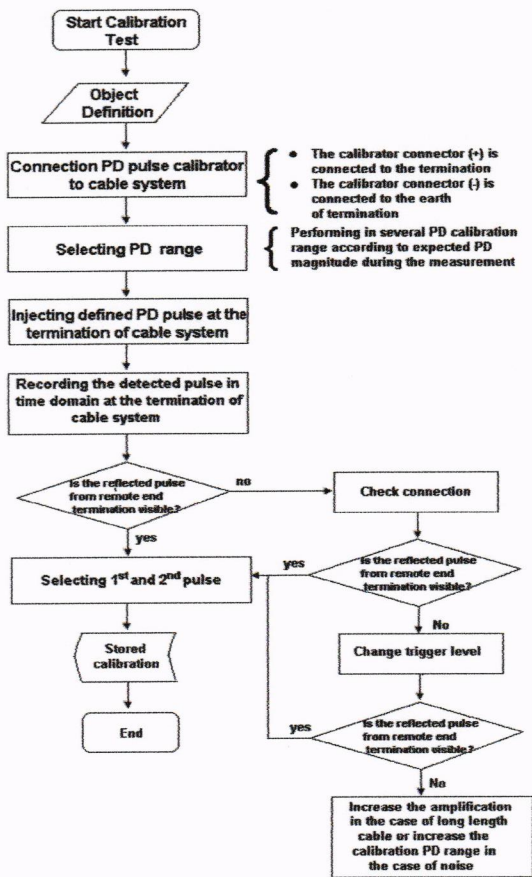 Start Calibration
Test
Object
Definition
Connection PD pulse calibrator
to cable system
• The calibrator connector (+) is
connected to the termination
• The calibrator connector (-) is
connected to the earth
of termination
Selecting PD range
Performing in several PD calibration
range according to expected PD
magnitude during the measurement
Injecting defined PD pulse at the
termination of cable system
Recording the detected pulse in
time domain at the termination of
cable system
Is the reflected pulse
from remote end
termination visible?
no
Check connection
yes
Selecting 1st and 2nd pulse
yes
Is the reflected pulse
from remote end
termination visible?
No
Stored
calibration
Change trigger level
End
yes
Is the reflected pulse
from remote end
termination visible?
No
Increase the amplification
in the case of long length
cable or increase the
calibration PD range in
the case of noise